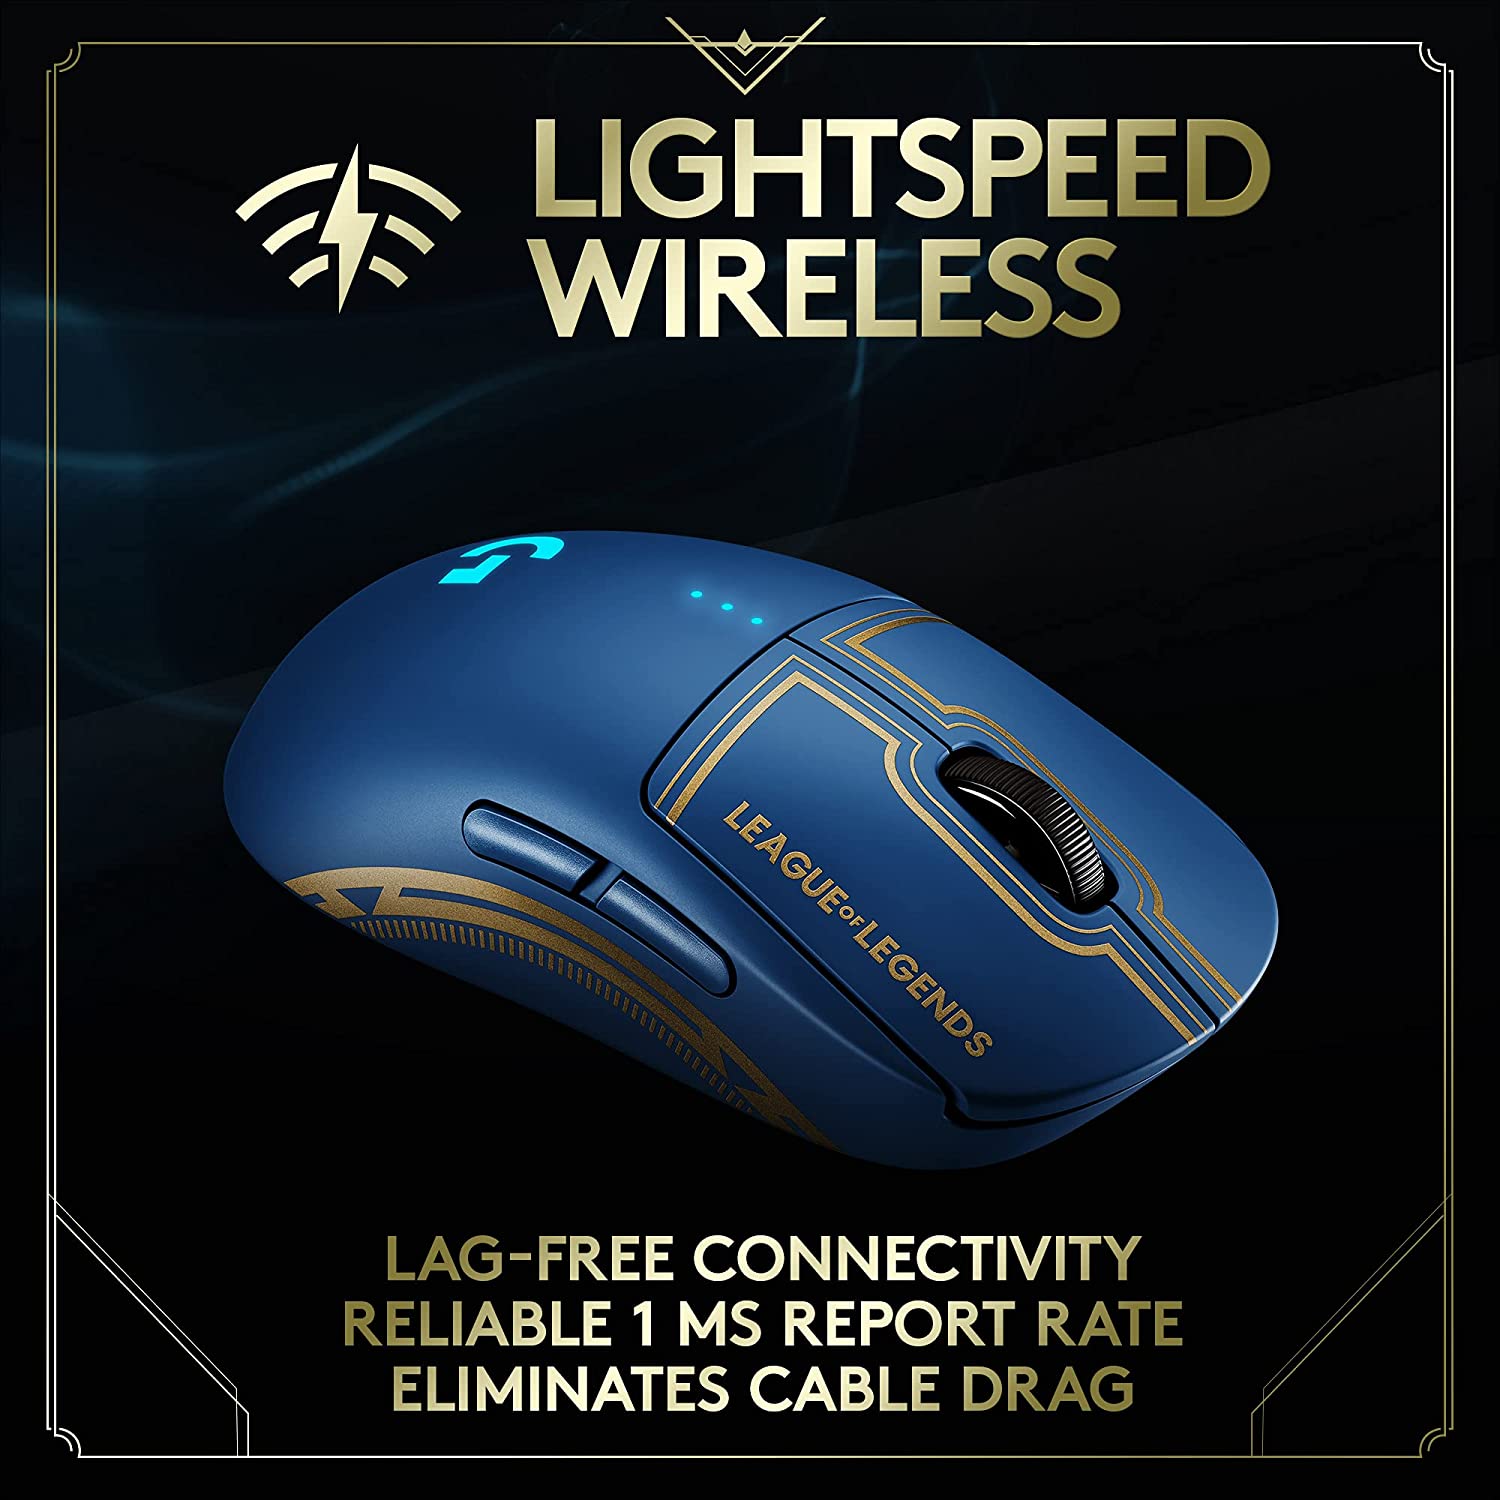 LIGHTSPEED
WIRELESS
G
LEAGUE OF LEGENDS
LAG-FREE CONNECTIVITY
RELIABLE 1 MS REPORT RATE
ELIMINATES CABLE DRAG